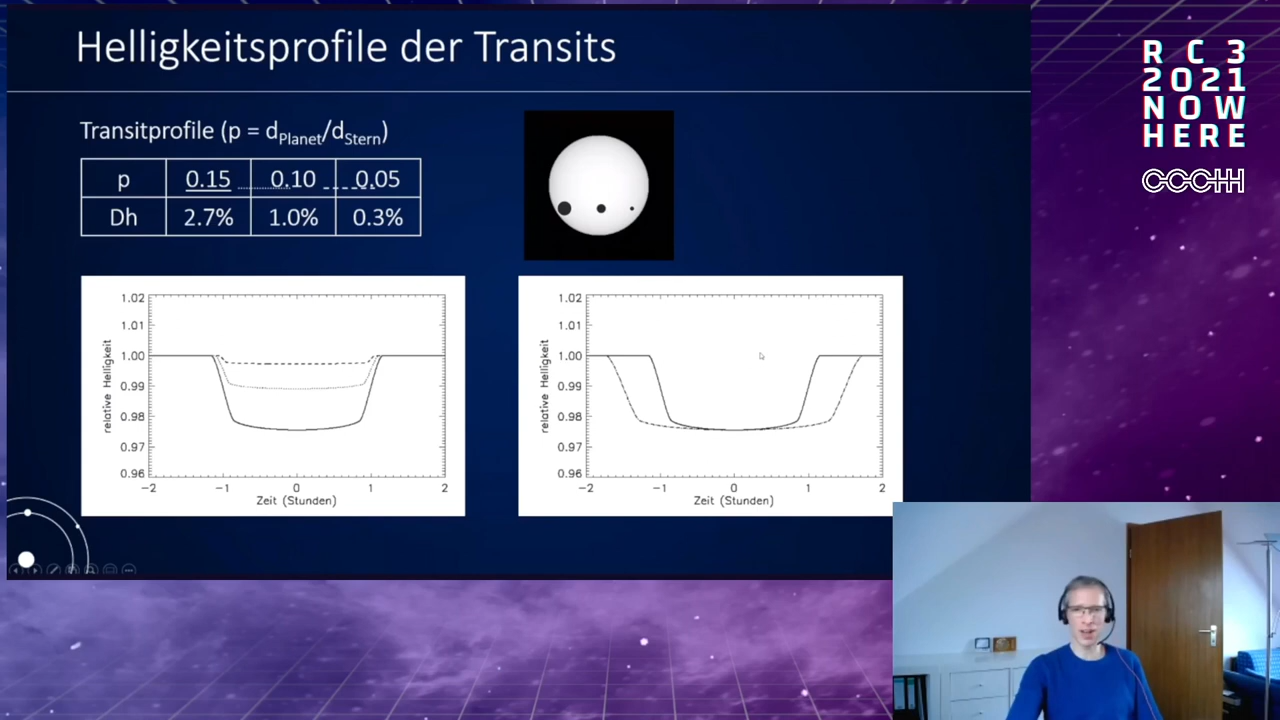 Helligkeitsprofile der Transits
Transitprofile (p = dPlanet/dStern)
p 0.15 0.10 0.05
Dh 2.7% 1.0% 0.3%
1.02
1.01
1.00
0.99
0.98
0.97
0.96
relative Helligkeit
-2 -1 0 1 2
Zeit (Stunden)
1.02
1.01
1.00
0.99
0.98
0.97
0.96
relative Helligkeit
-2 -1 0 1 2
Zeit (Stunden)
R C 3
2021
NOW
HERE
CCCHH